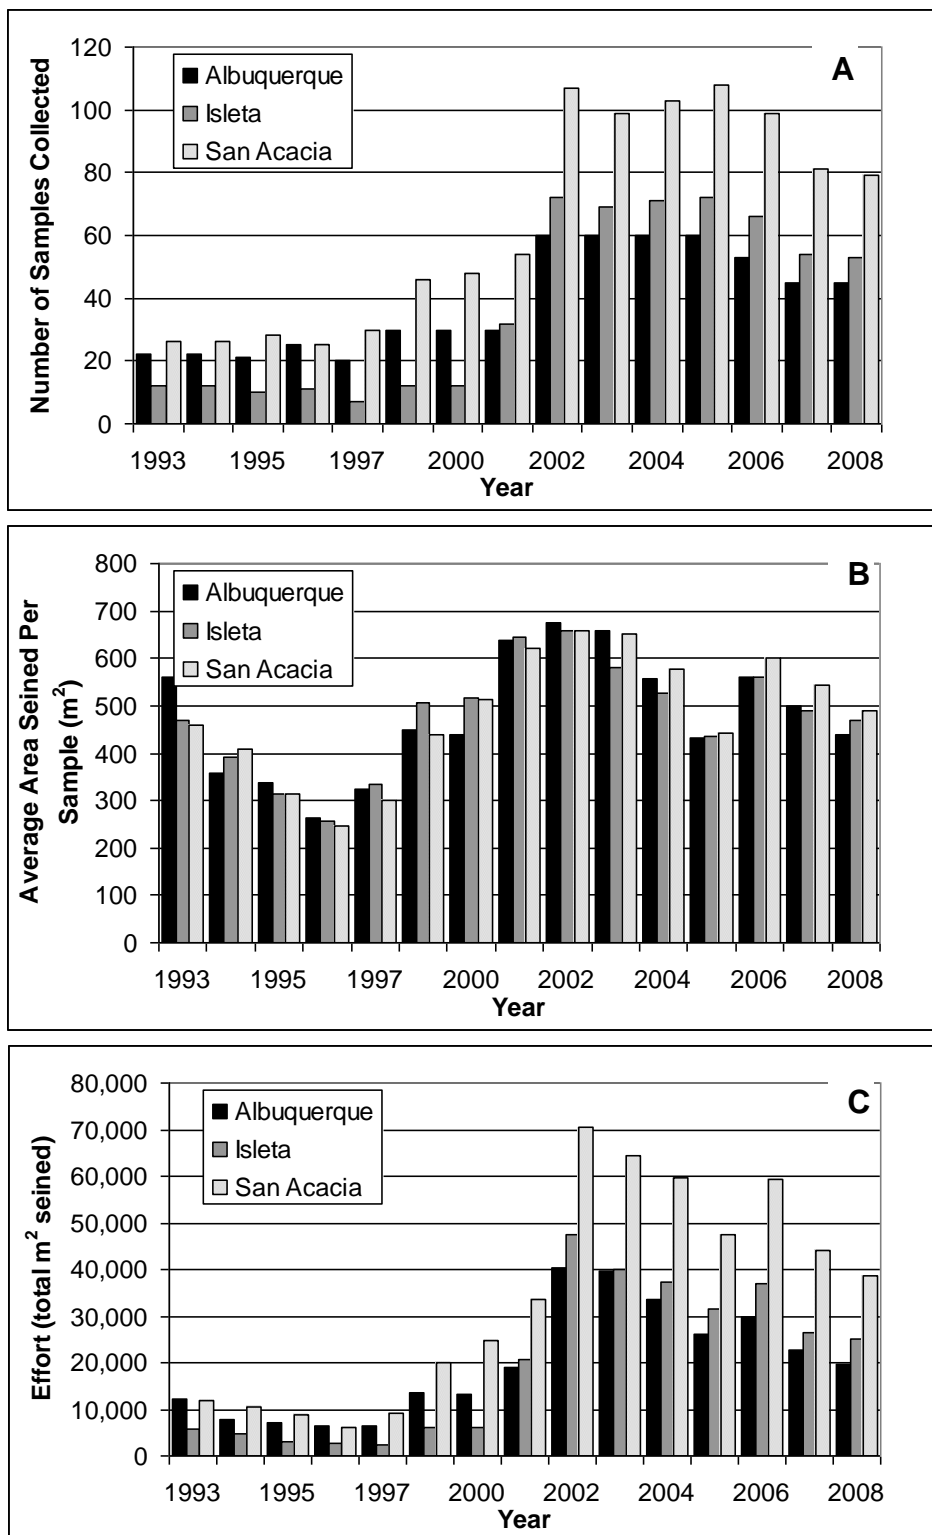 A
Number of Samples Collected
120
100
80
60
40
20
0
Albuquerque
Isleta
San Acacia
1993 1995 1997 2000 2002 2004 2006 2008
Year
B
Average Area Seined Per
Sample (m²)
800
700
600
500
400
300
200
100
0
Albuquerque
Isleta
San Acacia
1993 1995 1997 2000 2002 2004 2006 2008
Year
C
Effort (total m² seined)
80,000
70,000
60,000
50,000
40,000
30,000
20,000
10,000
0
Albuquerque
Isleta
San Acacia
1993 1995 1997 2000 2002 2004 2006 2008
Year